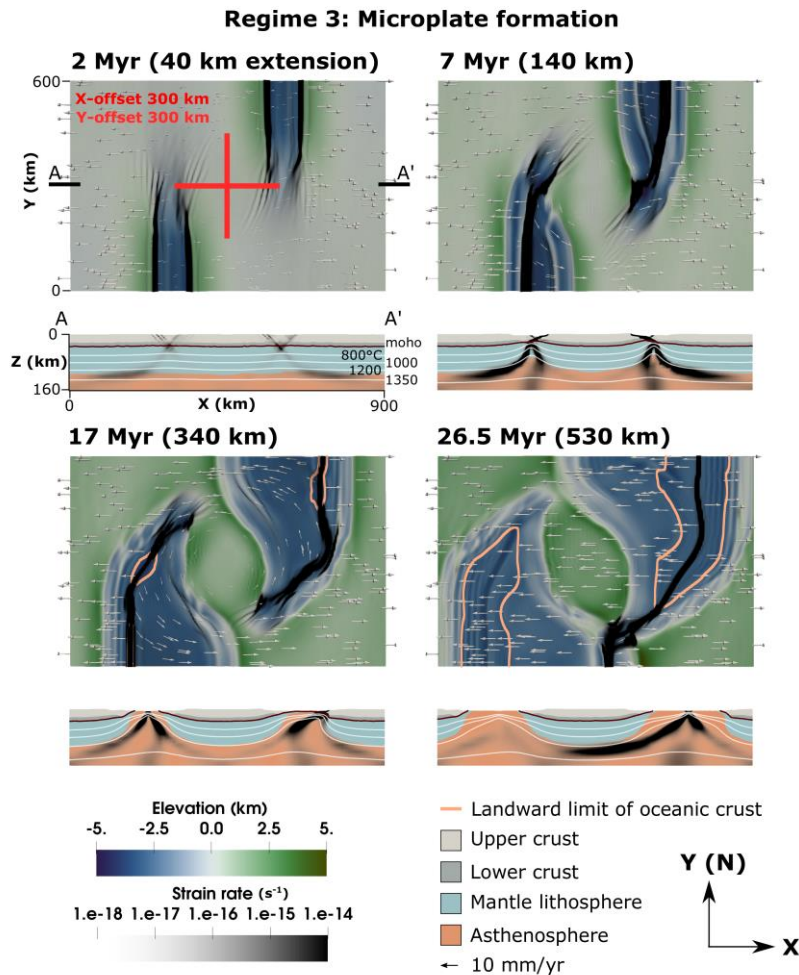 Regime 3: Microplate formation
2 Myr (40 km extension)
7 Myr (140 km)
600
X-offset 300 km
Y-offset 300 km
A
A'
Y (km)
0
A
A'
0
Z (km)
160
800°C
1200
moho
1000
1350
0
X (km)
900
17 Myr (340 km)
26.5 Myr (530 km)
Elevation (km)
-5. -2.5 0.0 2.5 5.
Strain rate (s⁻¹)
1.e-18 1.e-17 1.e-16 1.e-15 1.e-14
Landward limit of oceanic crust
Upper crust
Lower crust
Mantle lithosphere
Asthenosphere
10 mm/yr
Y (N)
X